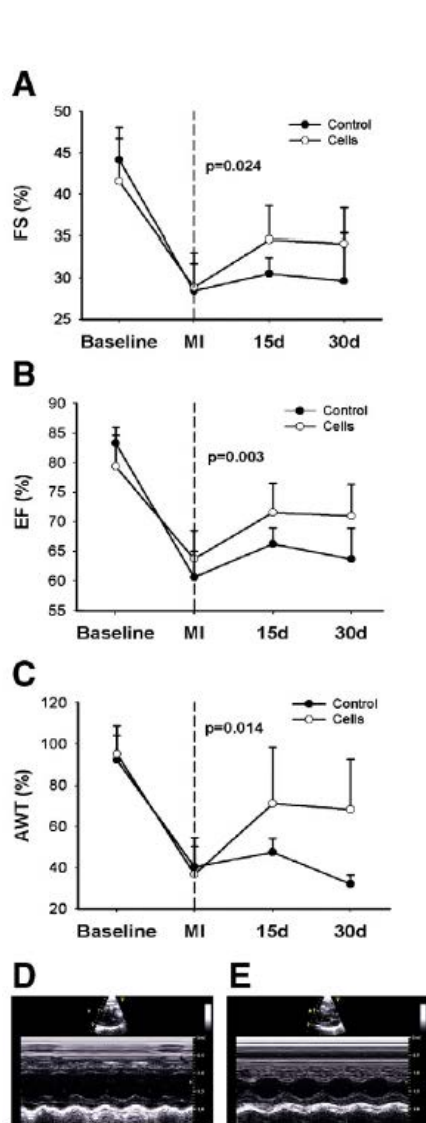 A
50
45
40
35
30
25
FS (%)
Control
Cells
p=0.024
Baseline MI 15d 30d
B
90
85
80
75
70
65
60
55
EF (%)
Control
Cells
p=0.003
Baseline MI 15d 30d
C
120
100
80
60
40
20
AWT (%)
Control
Cells
p=0.014
Baseline MI 15d 30d
D E